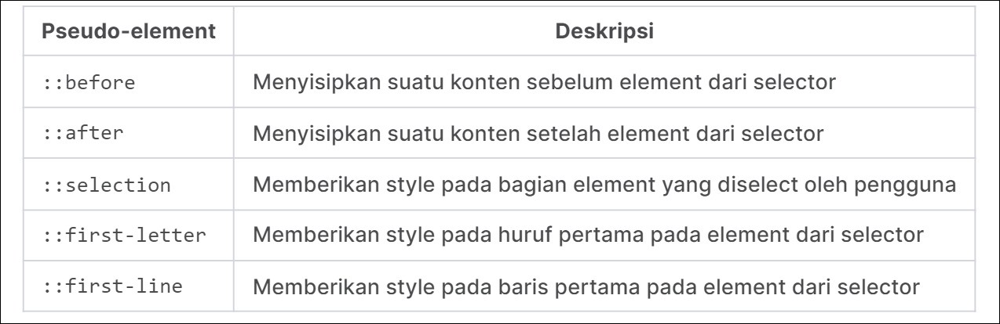 Pseudo-element Deskripsi
::before Menyisipkan suatu konten sebelum element dari selector
::after Menyisipkan suatu konten setelah element dari selector
::selection Memberikan style pada bagian element yang diselect oleh pengguna
::first-letter Memberikan style pada huruf pertama pada element dari selector
::first-line Memberikan style pada baris pertama pada element dari selector